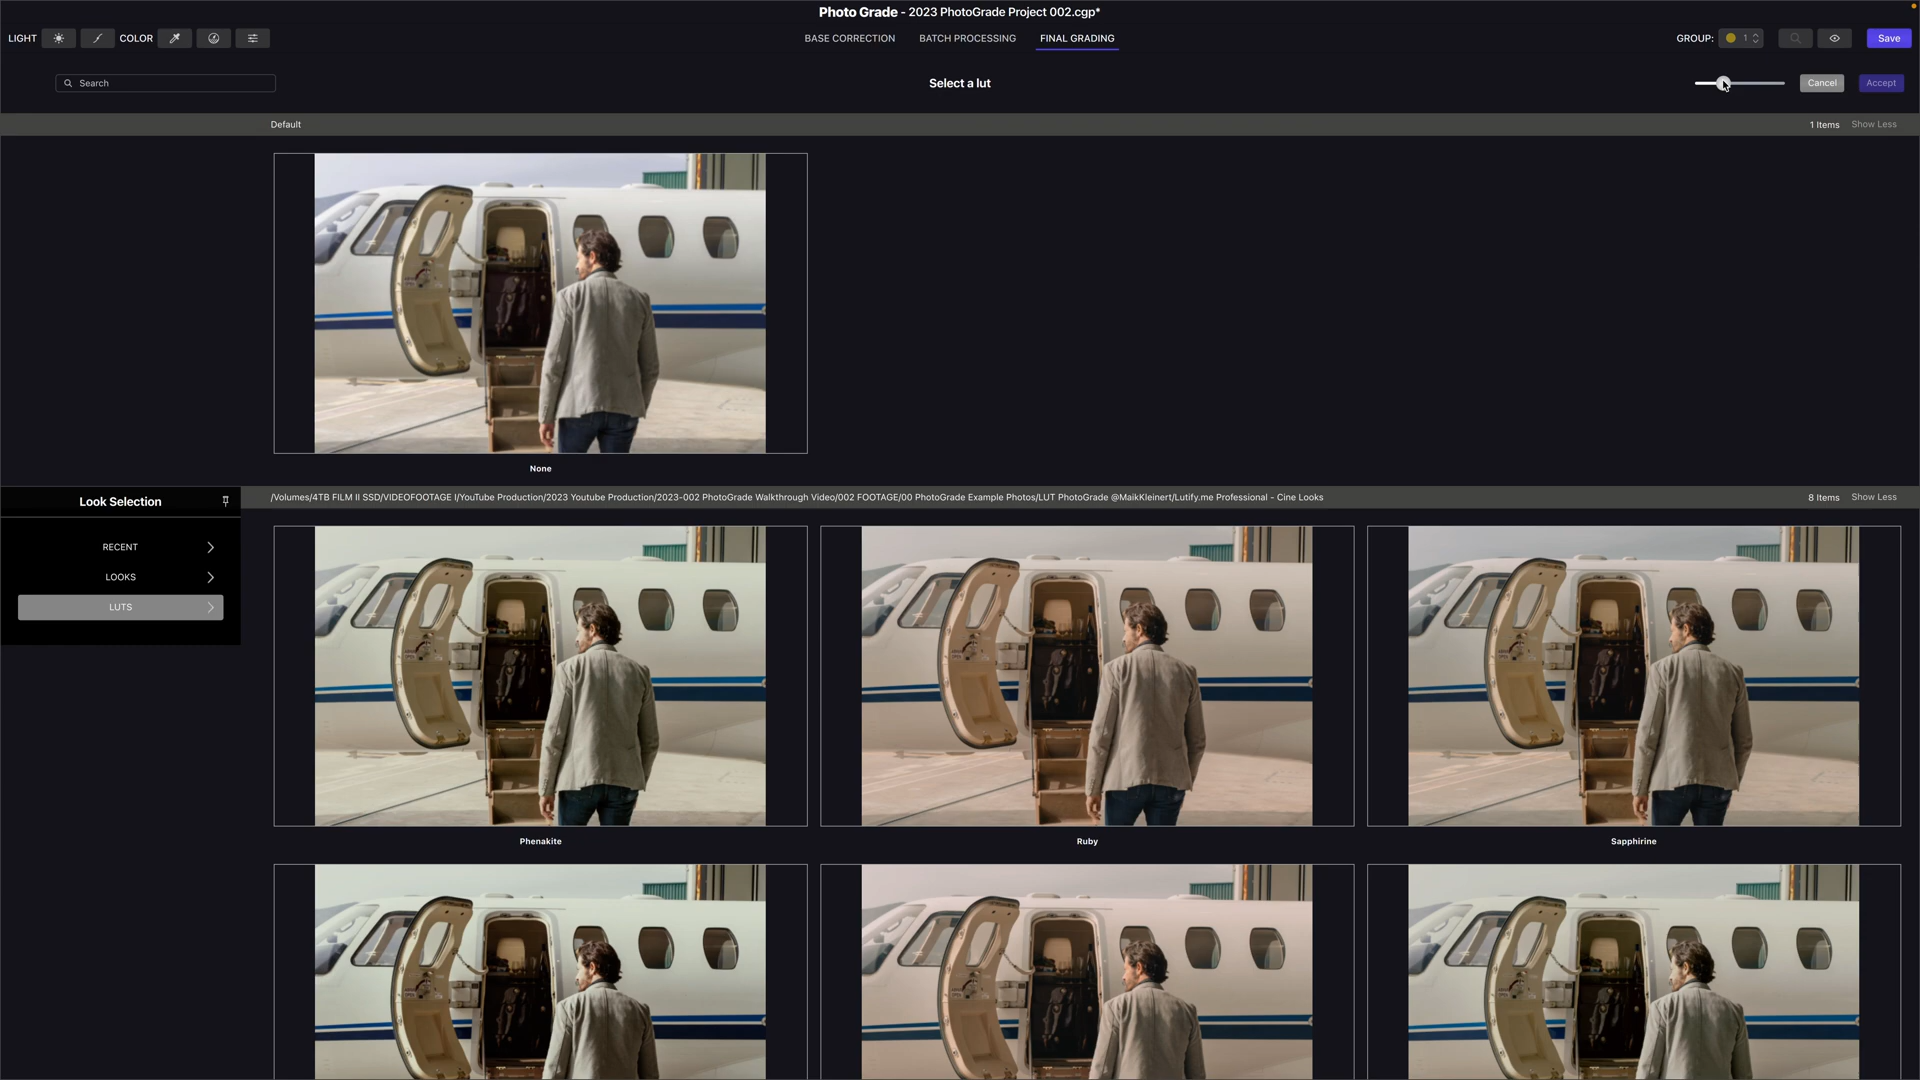 Photo Grade - 2023 PhotoGrade Project 002.cgp*
LIGHT COLOR
BASE CORRECTION BATCH PROCESSING FINAL GRADING
GROUP: 1 Save
Search Select a lut Cancel Accept
Default 1 Items Show Less
None
Look Selection
/Volumes/4TB FILM II SSD/VIDEOFOOTAGE I/YouTube Production/2023 Youtube Production/2023-002 PhotoGrade Walkthrough Video/002 FOOTAGE/00 PhotoGrade Example Photos/LUT PhotoGrade @MaikKleinert/Lutify.me Professional - Cine Looks 8 Items Show Less
RECENT
LOOKS
LUTS
Phenakite Ruby Sapphirine